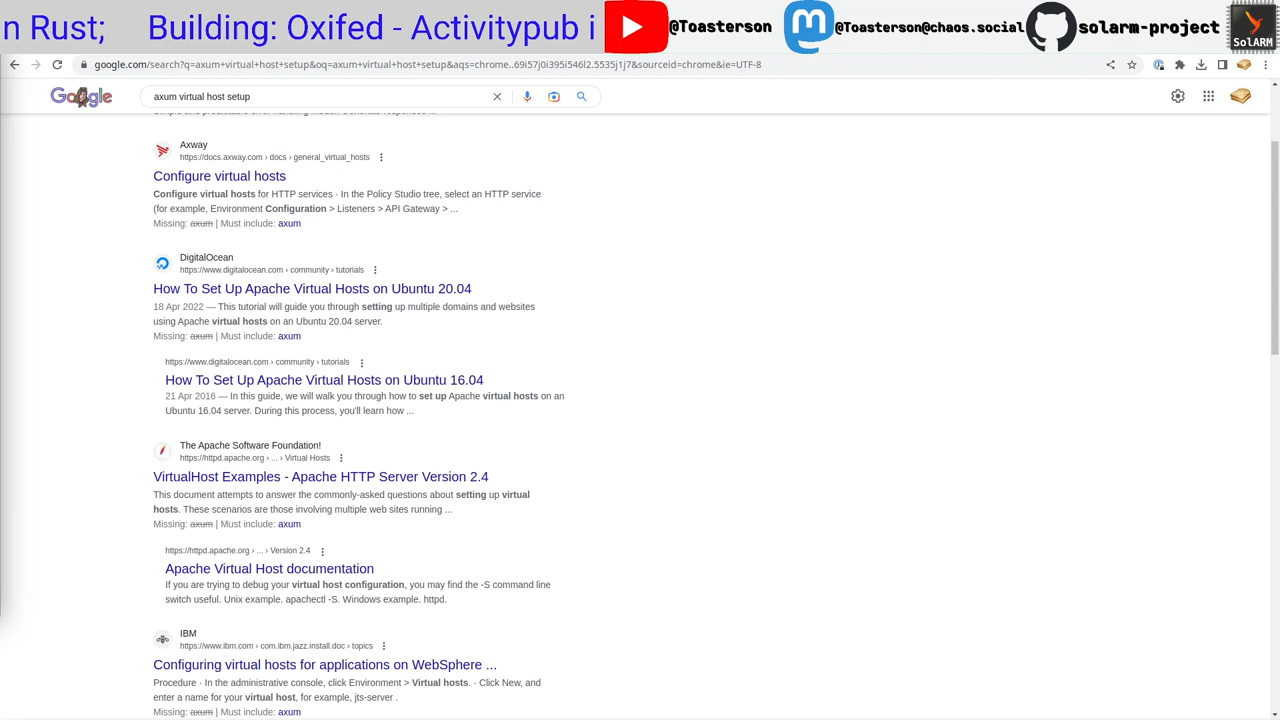 n Rust;    Building: Oxifed - Activitypub i
@Toasterson
@Toasterson@chaos.social
solarm-project
SolARM
google.com/search?q=axum+virtual+host+setup&oq=axum+virtual+host+setup&aqs=chrome..69i57j0i395i546l2.5535j1j7&sourceid=chrome&ie=UTF-8
Google
axum virtual host setup
Simple and predictable error handling model. Generate responses ...
Axway
https://docs.axway.com › docs › general_virtual_hosts
Configure virtual hosts
Configure virtual hosts for HTTP services · In the Policy Studio tree, select an HTTP service
(for example, Environment Configuration > Listeners > API Gateway > ...
Missing: axum | Must include: axum
DigitalOcean
https://www.digitalocean.com › community › tutorials
How To Set Up Apache Virtual Hosts on Ubuntu 20.04
18 Apr 2022 — This tutorial will guide you through setting up multiple domains and websites
using Apache virtual hosts on an Ubuntu 20.04 server.
Missing: axum | Must include: axum
https://www.digitalocean.com › community › tutorials
How To Set Up Apache Virtual Hosts on Ubuntu 16.04
21 Apr 2016 — In this guide, we will walk you through how to set up Apache virtual hosts on an
Ubuntu 16.04 server. During this process, you'll learn how ...
The Apache Software Foundation!
https://httpd.apache.org › ... › Virtual Hosts
VirtualHost Examples - Apache HTTP Server Version 2.4
This document attempts to answer the commonly-asked questions about setting up virtual
hosts. These scenarios are those involving multiple web sites running ...
Missing: axum | Must include: axum
https://httpd.apache.org › ... › Version 2.4
Apache Virtual Host documentation
If you are trying to debug your virtual host configuration, you may find the -S command line
switch useful. Unix example. apachectl -S. Windows example. httpd.
IBM
https://www.ibm.com › com.ibm.jazz.install.doc › topics
Configuring virtual hosts for applications on WebSphere ...
Procedure · In the administrative console, click Environment > Virtual hosts. · Click New, and
enter a name for your virtual host, for example, jts-server .
Missing: axum | Must include: axum